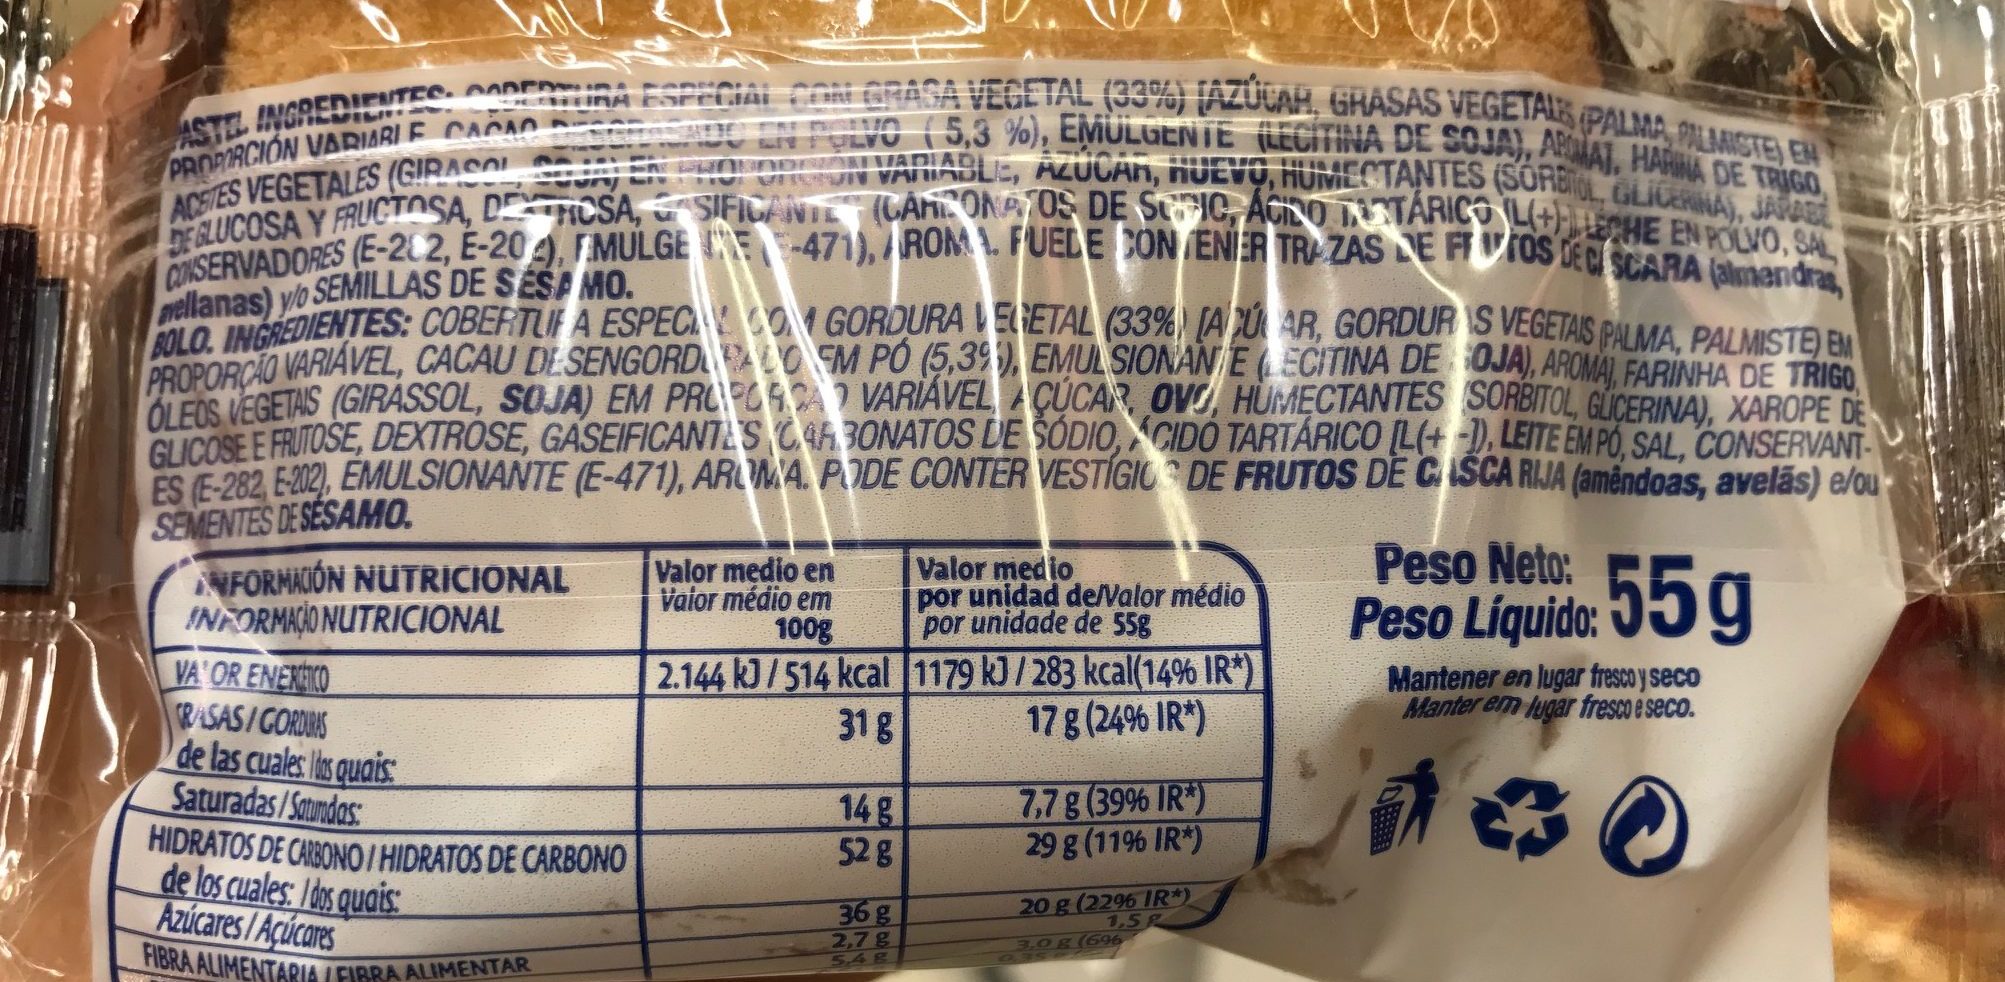 PASTEL. INGREDIENTES: COBERTURA ESPECIAL CON GRASA VEGETAL (33%) [AZÚCAR, GRASAS VEGETALES (PALMA, PALMISTE) EN
PROPORCIÓN VARIABLE, CACAO DESGRASADO EN POLVO (5,3 %), EMULGENTE (LECITINA DE SOJA), AROMA], HARINA DE TRIGO,
ACEITES VEGETALES (GIRASOL, SOJA) EN PROPORCIÓN VARIABLE, AZÚCAR, HUEVO, HUMECTANTES (SORBITOL, GLICERINA), JARABE
DE GLUCOSA Y FRUCTOSA, DEXTROSA, GASIFICANTES (CARBONATOS DE SODIO, ÁCIDO TARTÁRICO [L(+)-]), LECHE EN POLVO, SAL,
CONSERVADORES (E-282, E-202), EMULGENTE (E-471), AROMA. PUEDE CONTENER TRAZAS DE FRUTOS DE CÁSCARA (almendras,
avellanas) y/o SEMILLAS DE SÉSAMO.
BOLO. INGREDIENTES: COBERTURA ESPECIAL COM GORDURA VEGETAL (33%) [AÇÚCAR, GORDURAS VEGETAIS (PALMA, PALMISTE) EM
PROPORÇÃO VARIÁVEL, CACAU DESENGORDURADO EM PÓ (5,3%), EMULSIONANTE (LECITINA DE SOJA), AROMA], FARINHA DE TRIGO,
ÓLEOS VEGETAIS (GIRASSOL, SOJA) EM PROPORÇÃO VARIÁVEL, AÇÚCAR, OVO, HUMECTANTES (SORBITOL, GLICERINA), XAROPE DE
GLICOSE E FRUTOSE, DEXTROSE, GASEIFICANTES (CARBONATOS DE SÓDIO, ÁCIDO TARTÁRICO [L(+)-]), LEITE EM PÓ, SAL, CONSERVANT-
ES (E-282, E-202), EMULSIONANTE (E-471), AROMA. PODE CONTER VESTÍGIOS DE FRUTOS DE CASCA RIJA (amêndoas, avelãs) e/ou
SEMENTES DE SÉSAMO.
INFORMACIÓN NUTRICIONAL
INFORMAÇÃO NUTRICIONAL
Valor medio en
Valor médio em
100g
Valor medio
por unidad de/Valor médio
por unidade de 55g
VALOR ENERGÉTICO 2.144 kJ / 514 kcal 1179 kJ / 283 kcal(14% IR*)
GRASAS / GORDURAS 31 g 17 g (24% IR*)
de las cuales: / das quais:
Saturadas / Saturadas: 14 g 7,7 g (39% IR*)
HIDRATOS DE CARBONO / HIDRATOS DE CARBONO 52 g 29 g (11% IR*)
de los cuales: / dos quais:
Azúcares / Açúcares 36 g 20 g (22% IR*)
FIBRA ALIMENTARIA / FIBRA ALIMENTAR 2,7 g 1,5 g
5,4 g 3,0 g (6%
Peso Neto:
Peso Líquido: 55 g
Mantener en lugar fresco y seco
Manter em lugar fresco e seco.